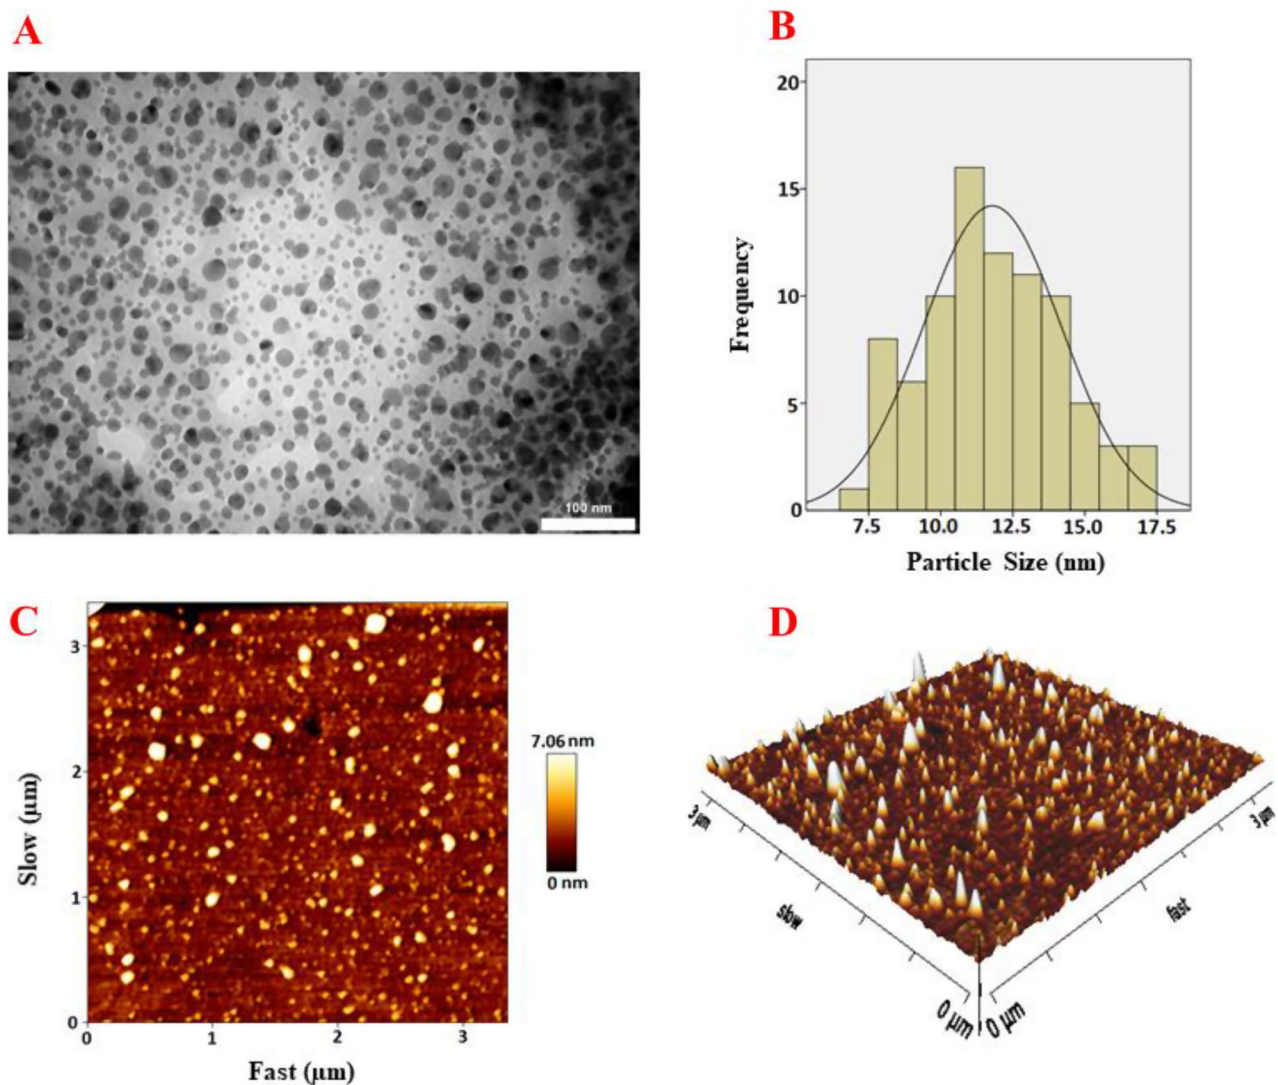 A
100 nm
B
20
15
10
5
0
Frequency
7.5 10.0 12.5 15.0 17.5
Particle Size (nm)
C
3
2
1
0
Slow (μm)
0 1 2 3
Fast (μm)
7.06 nm
0 nm
D
3 μm
slow
0 μm
0 μm
fast
3 μm